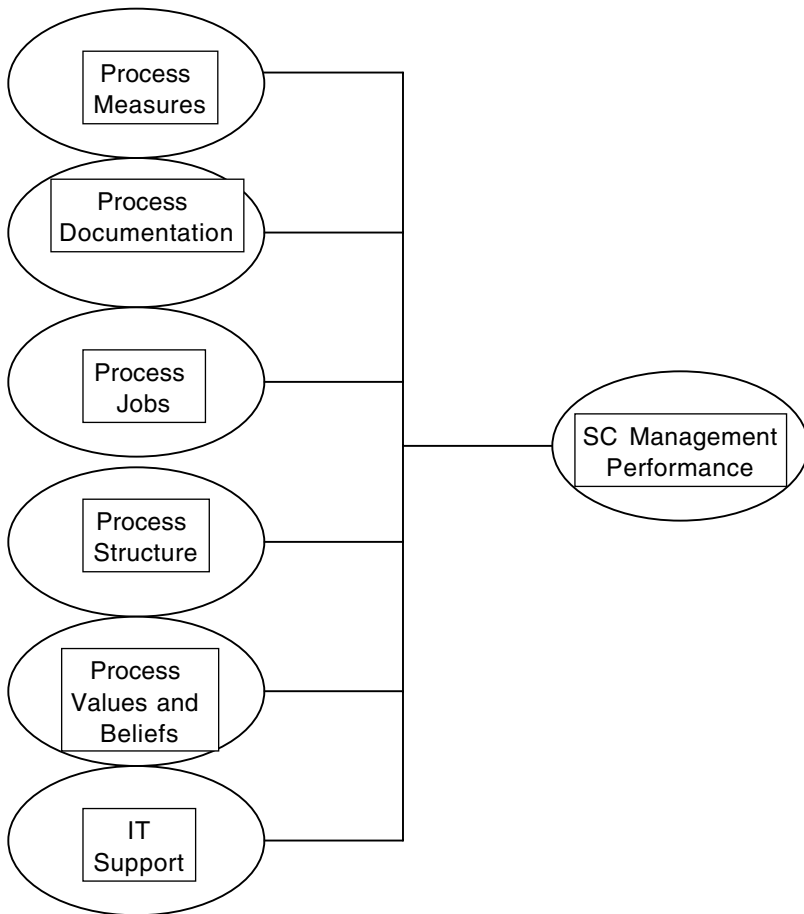 Process
Measures
Process
Documentation
Process
Jobs
Process
Structure
Process
Values and
Beliefs
IT
Support
SC Management
Performance